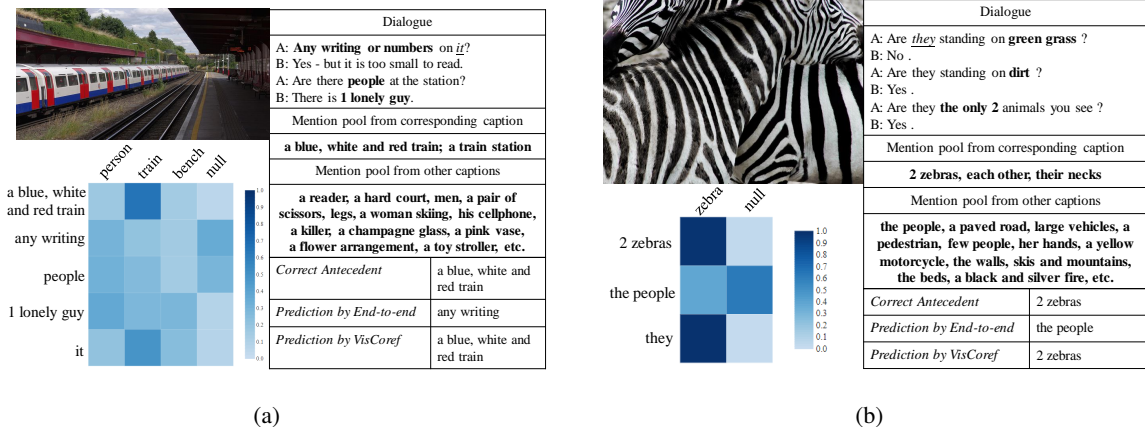 Dialogue
A: Any writing or numbers on it?
B: Yes - but it is too small to read.
A: Are there people at the station?
B: There is 1 lonely guy.
Mention pool from corresponding caption
a blue, white and red train; a train station
Mention pool from other captions
a reader, a hard court, men, a pair of
scissors, legs, a woman skiing, his cellphone,
a killer, a champagne glass, a pink vase,
a flower arrangement, a toy stroller, etc.
Correct Antecedent
a blue, white and
red train
Prediction by End-to-end
any writing
Prediction by VisCoref
a blue, white and
red train
person
train
bench
null
a blue, white
and red train
any writing
people
1 lonely guy
it
1.0
0.9
0.8
0.7
0.6
0.5
0.4
0.3
0.2
0.1
0.0
(a)
Dialogue
A: Are they standing on green grass ?
B: No .
A: Are they standing on dirt ?
B: Yes .
A: Are they the only 2 animals you see ?
B: Yes .
Mention pool from corresponding caption
2 zebras, each other, their necks
Mention pool from other captions
the people, a paved road, large vehicles, a
pedestrian, few people, her hands, a yellow
motorcycle, the walls, skis and mountains,
the beds, a black and silver fire, etc.
Correct Antecedent
2 zebras
Prediction by End-to-end
the people
Prediction by VisCoref
2 zebras
zebra
null
2 zebras
the people
they
1.0
0.9
0.8
0.7
0.6
0.5
0.4
0.3
0.2
0.1
0.0
(b)